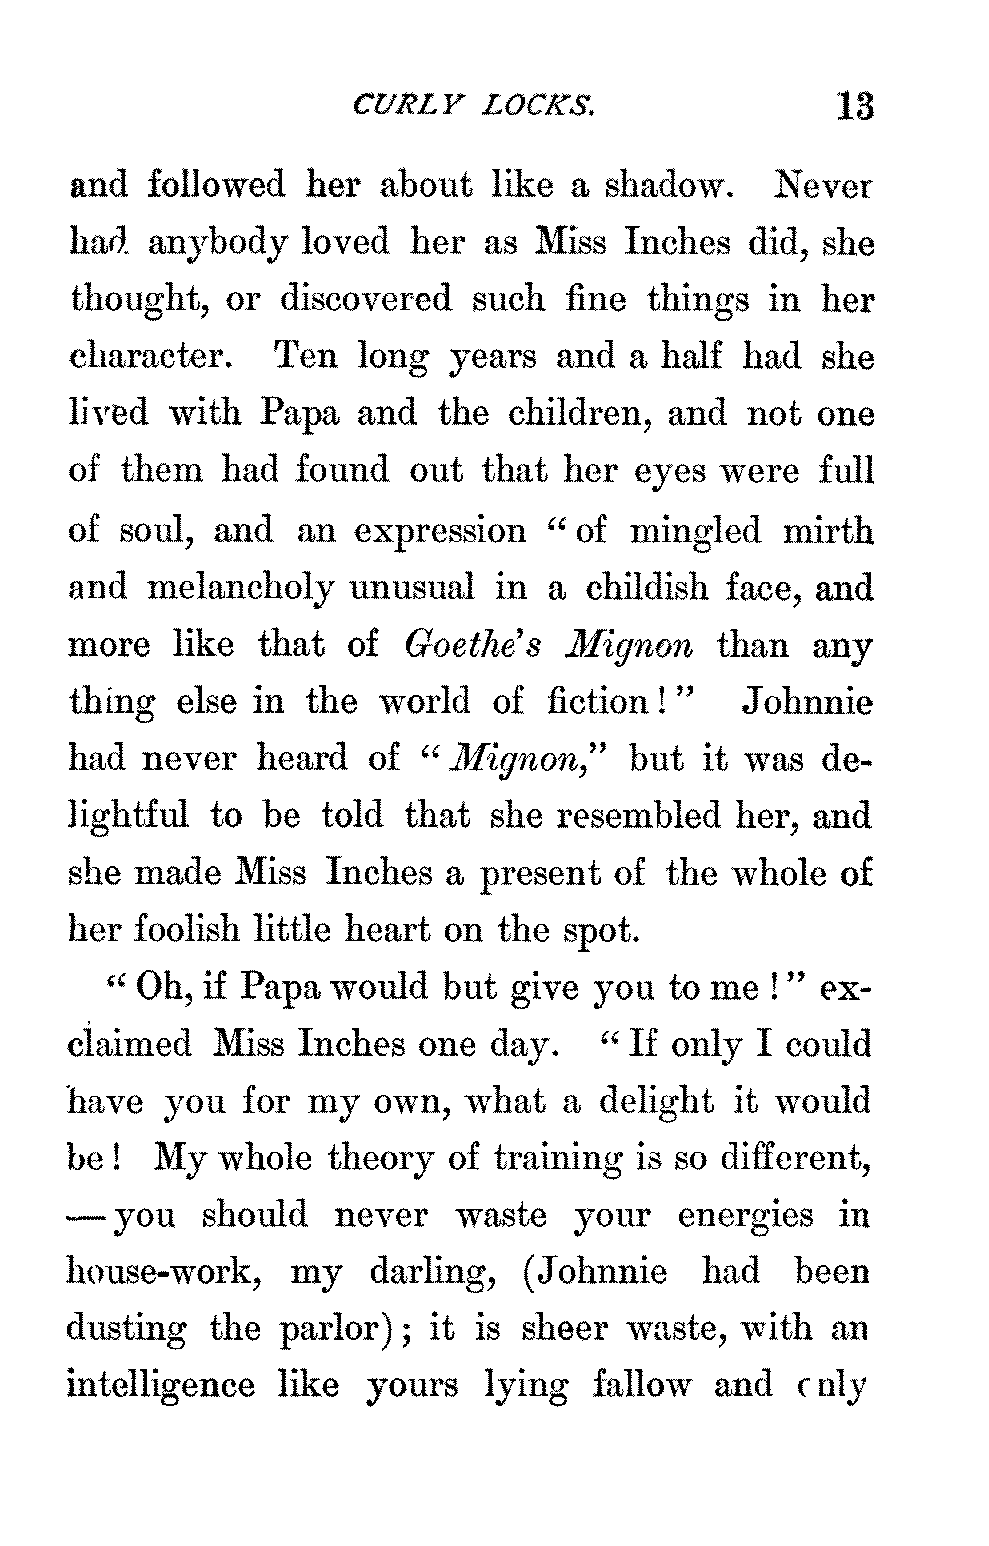 CURLY LOCKS. 13
and followed her about like a shadow. Never
had anybody loved her as Miss Inches did, she
thought, or discovered such fine things in her
character. Ten long years and a half had she
lived with Papa and the children, and not one
of them had found out that her eyes were full
of soul, and an expression “of mingled mirth
and melancholy unusual in a childish face, and
more like that of Goethe's Mignon than any
thing else in the world of fiction!” Johnnie
had never heard of “Mignon,” but it was de-
lightful to be told that she resembled her, and
she made Miss Inches a present of the whole of
her foolish little heart on the spot.
“Oh, if Papa would but give you to me!” ex-
claimed Miss Inches one day. “If only I could
have you for my own, what a delight it would
be! My whole theory of training is so different,
—you should never waste your energies in
house-work, my darling, (Johnnie had been
dusting the parlor); it is sheer waste, with an
intelligence like yours lying fallow and only